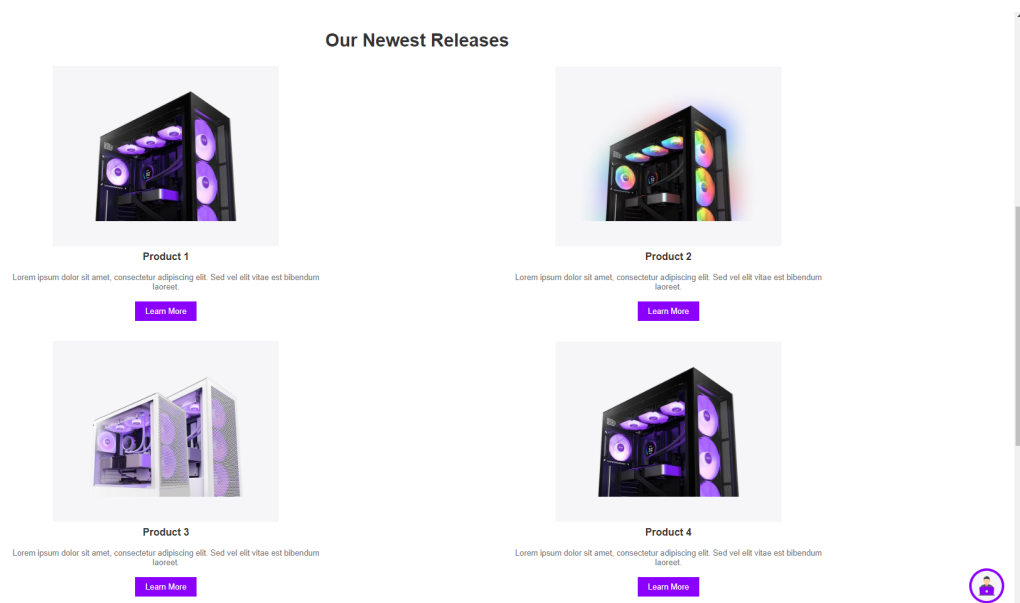 Our Newest Releases
Product 1
Lorem ipsum dolor sit amet, consectetur adipiscing elit. Sed vel elit vitae est bibendum
laoreet.
Learn More
Product 2
Lorem ipsum dolor sit amet, consectetur adipiscing elit. Sed vel elit vitae est bibendum
laoreet.
Learn More
Product 3
Lorem ipsum dolor sit amet, consectetur adipiscing elit. Sed vel elit vitae est bibendum
laoreet.
Learn More
Product 4
Lorem ipsum dolor sit amet, consectetur adipiscing elit. Sed vel elit vitae est bibendum
laoreet.
Learn More